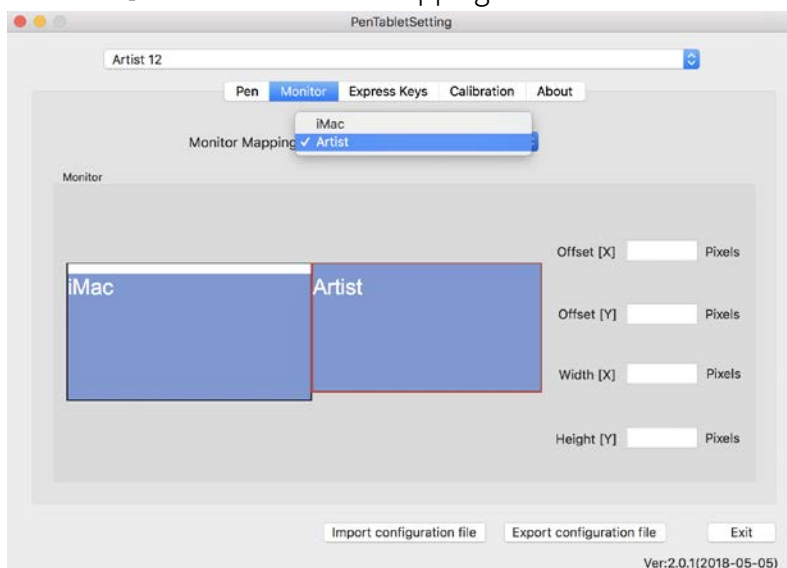 PenTabletSetting
Artist 12
Pen Monitor Express Keys Calibration About
iMac
Monitor Mapping ✓ Artist
Monitor
Offset [X] Pixels
iMac Artist
Offset [Y] Pixels
Width [X] Pixels
Height [Y] Pixels
Import configuration file Export configuration file Exit
Ver:2.0.1(2018-05-05)